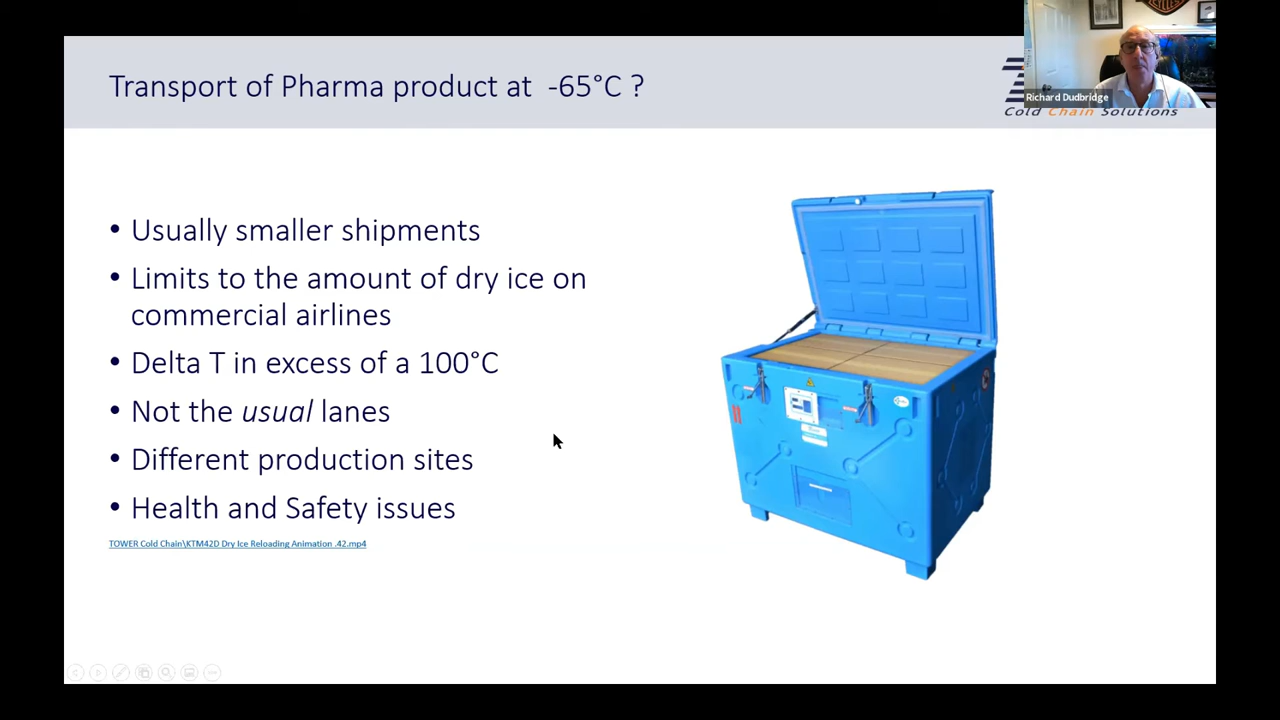 Transport of Pharma product at -65°C ?
Richard Dudbridge
Cold Chain Solutions
• Usually smaller shipments
• Limits to the amount of dry ice on
commercial airlines
• Delta T in excess of a 100°C
• Not the usual lanes
• Different production sites
• Health and Safety issues
TOWER Cold Chain\KTM42D Dry Ice Reloading Animation .42.mp4